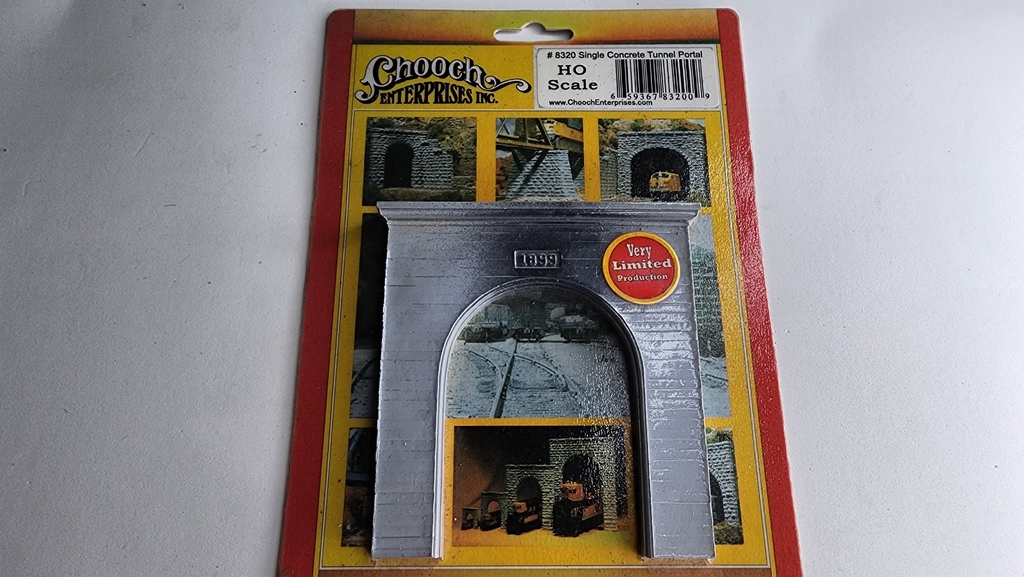 Chooch
ENTERPRISES INC.
# 8320 Single Concrete Tunnel Portal
HO
Scale
6 59367 83200 9
www.ChoochEnterprises.com
1899
Very
Limited
Production